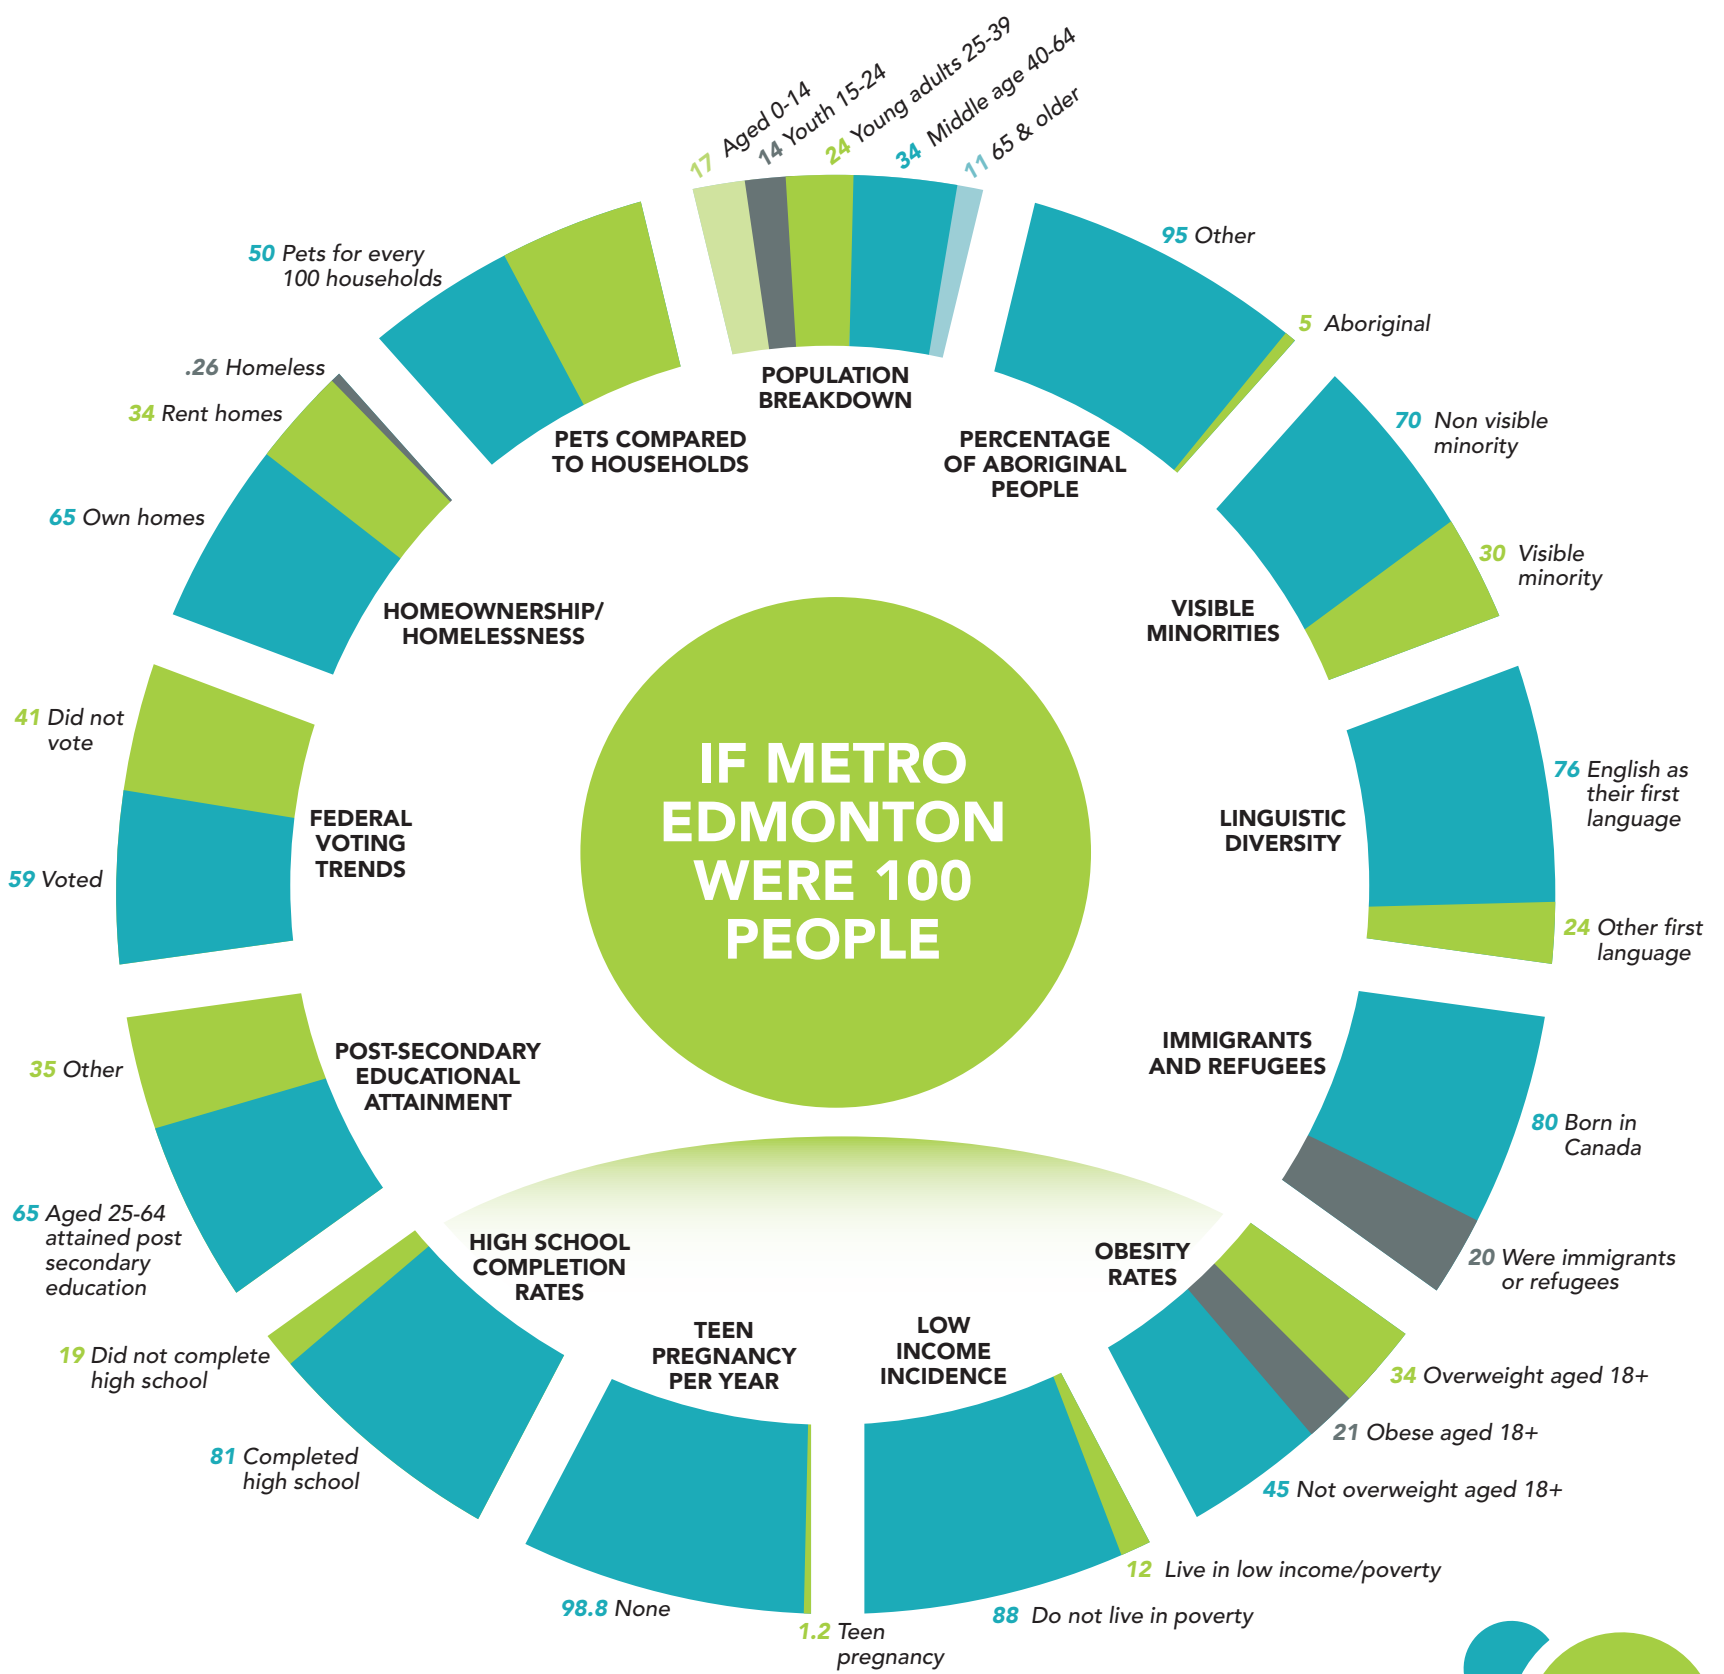 17 Aged 0-14
14 Youth 15-24
24 Young adults 25-39
34 Middle age 40-64
11 65 & older
POPULATION
BREAKDOWN
95 Other
5 Aboriginal
PERCENTAGE
OF ABORIGINAL
PEOPLE
70 Non visible
minority
30 Visible
minority
VISIBLE
MINORITIES
76 English as
their first
language
24 Other first
language
LINGUISTIC
DIVERSITY
IMMIGRANTS
AND REFUGEES
80 Born in
Canada
20 Were immigrants
or refugees
OBESITY
RATES
34 Overweight aged 18+
21 Obese aged 18+
45 Not overweight aged 18+
LOW
INCOME
INCIDENCE
12 Live in low income/poverty
88 Do not live in poverty
TEEN
PREGNANCY
PER YEAR
98.8 None
1.2 Teen
pregnancy
HIGH SCHOOL
COMPLETION
RATES
19 Did not complete
high school
81 Completed
high school
POST-SECONDARY
EDUCATIONAL
ATTAINMENT
35 Other
65 Aged 25-64
attained post
secondary
education
FEDERAL
VOTING
TRENDS
41 Did not
vote
59 Voted
HOMEOWNERSHIP/
HOMELESSNESS
.26 Homeless
34 Rent homes
65 Own homes
PETS COMPARED
TO HOUSEHOLDS
50 Pets for every
100 households
IF METRO
EDMONTON
WERE 100
PEOPLE